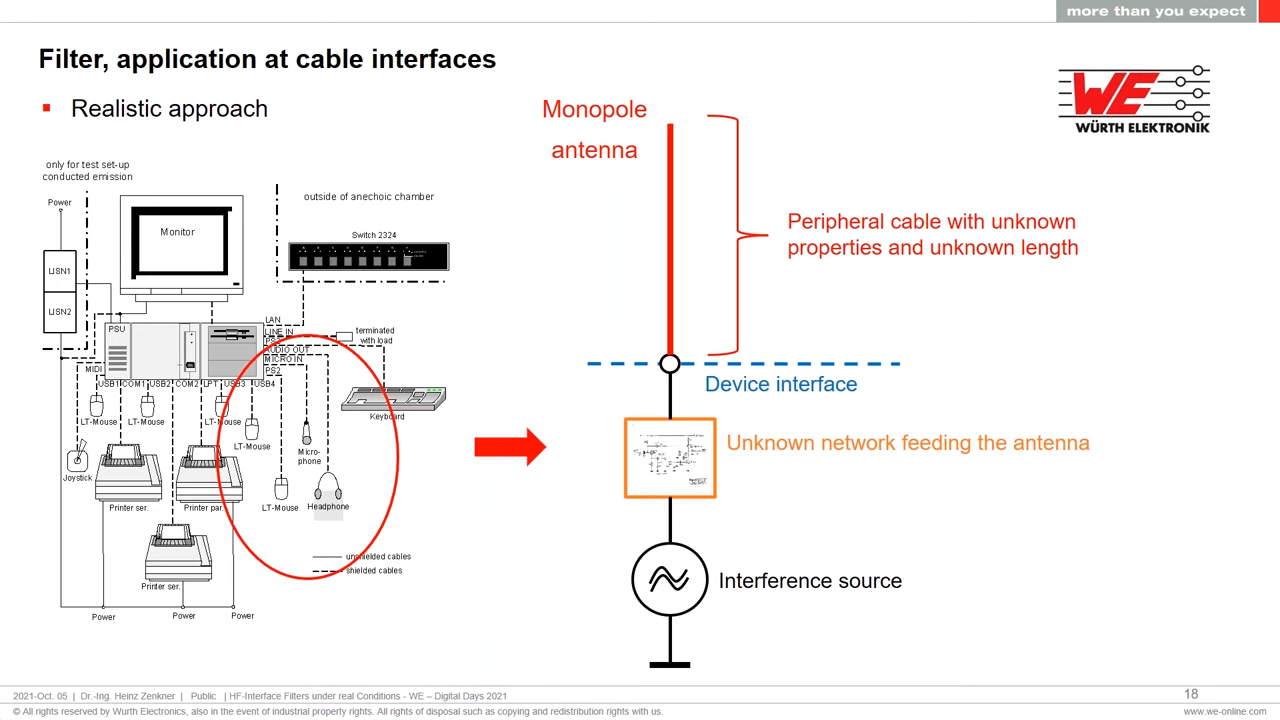 more than you expect
Filter, application at cable interfaces
Realistic approach
WE
WÜRTH ELEKTRONIK
only for test set-up
conducted emission
Power
outside of anechoic chamber
Monitor
Switch 2324
LISN1
LISN2
PSU
LAN
LINE IN
AUDIO OUT
MICRO IN
PS2
terminated
with load
MIDI
USB1
COM1
USB2
COM2
LPT
USB3
USB4
LT-Mouse
LT-Mouse
LT-Mouse
LT-Mouse
Keyboard
Micro-
phone
Joystick
Printer ser.
Printer par.
LT-Mouse
Headphone
unshielded cables
shielded cables
Printer ser.
Power
Power
Power
Monopole
antenna
Peripheral cable with unknown
properties and unknown length
Device interface
Unknown network feeding the antenna
Interference source
2021-Oct. 05 | Dr.-Ing. Heinz Zenkner | Public | HF-Interface Filters under real Conditions - WE – Digital Days 2021
18
© All rights reserved by Wurth Electronics, also in the event of industrial property rights. All rights of disposal such as copying and redistribution rights with us.
www.we-online.com